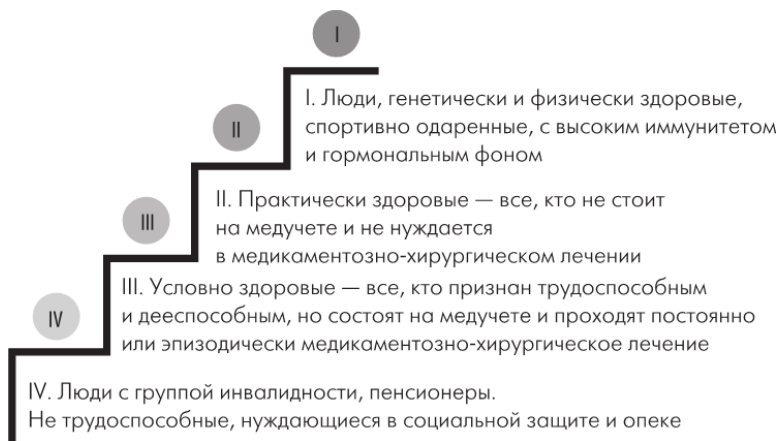 I
I. Люди, генетически и физически здоровые,
спортивно одаренные, с высоким иммунитетом
и гормональным фоном
II
II. Практически здоровые — все, кто не стоит
на медучете и не нуждается
в медикаментозно-хирургическом лечении
III
III. Условно здоровые — все, кто признан трудоспособным
и дееспособным, но состоят на медучете и проходят постоянно
или эпизодически медикаментозно-хирургическое лечение
IV
IV. Люди с группой инвалидности, пенсионеры.
Не трудоспособные, нуждающиеся в социальной защите и опеке